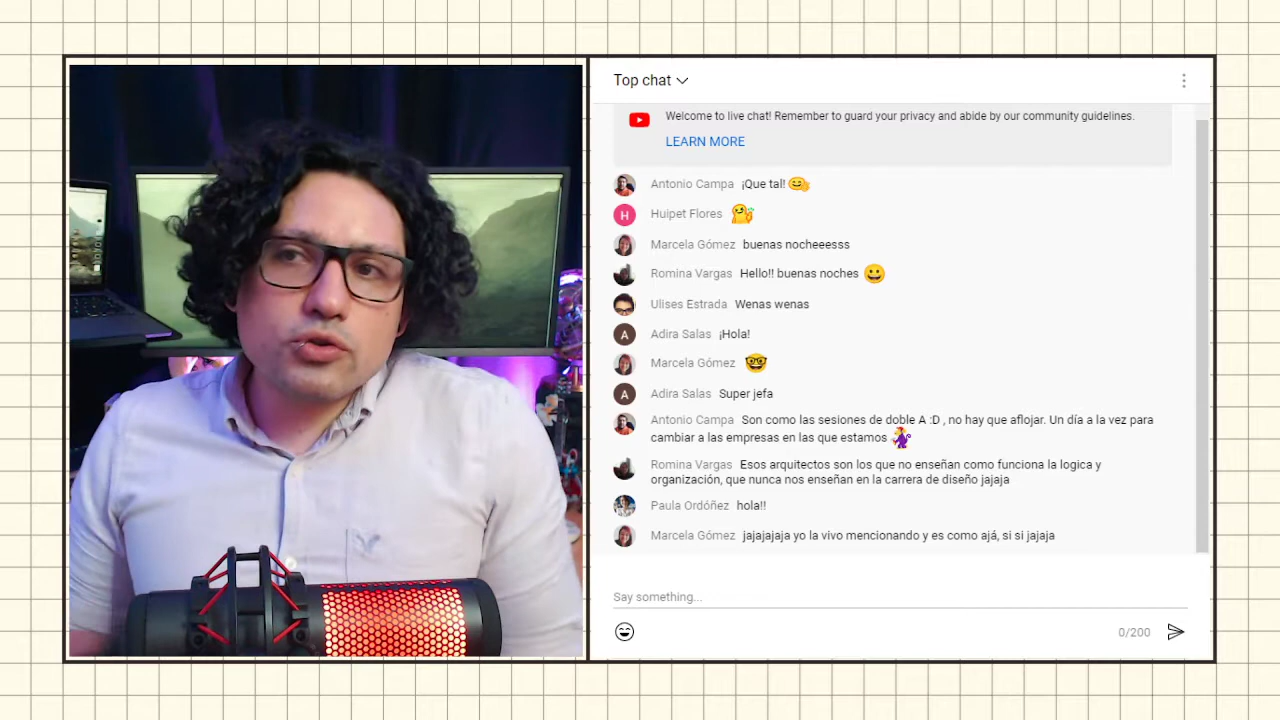 Top chat
Welcome to live chat! Remember to guard your privacy and abide by our community guidelines.
LEARN MORE
Antonio Campa ¡Que tal!
H Huipet Flores
Marcela Gómez buenas nocheeesss
Romina Vargas Hello!! buenas noches
Ulises Estrada Wenas wenas
A Adira Salas ¡Hola!
Marcela Gómez
A Adira Salas Super jefa
Antonio Campa Son como las sesiones de doble A :D , no hay que aflojar. Un día a la vez para
cambiar a las empresas en las que estamos
Romina Vargas Esos arquitectos son los que no enseñan como funciona la logica y
organización, que nunca nos enseñan en la carrera de diseño jajaja
Paula Ordóñez hola!!
Marcela Gómez jajajajaja yo la vivo mencionando y es como ajá, si si jajaja
Say something...
0/200